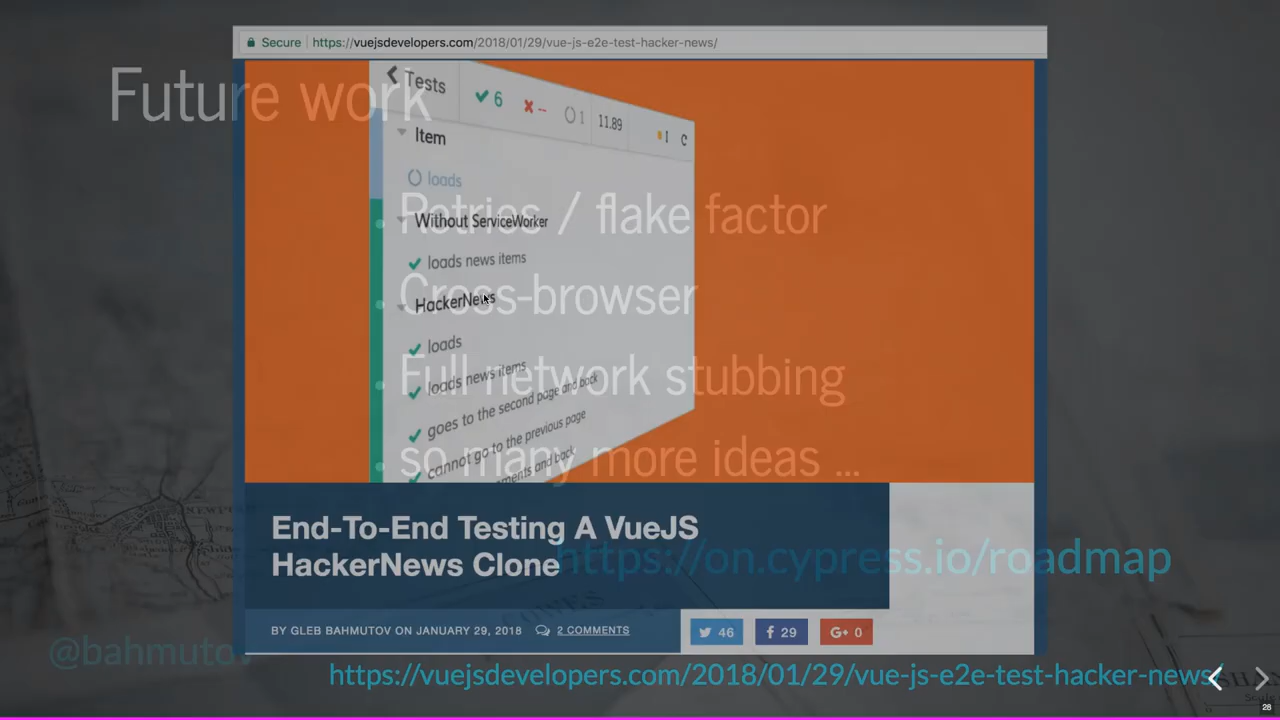 Secure https://vuejsdevelopers.com/2018/01/29/vue-js-e2e-test-hacker-news/
Future work
Tests
6
--
1
11.89
Item
loads
Without ServiceWorker
loads news items
HackerNews
loads
loads news items
goes to the second page and back
cannot go to the previous page
ments and back
Retries / flake factor
Cross-browser
Full network stubbing
so many more ideas ...
End-To-End Testing A VueJS
HackerNews Clone
https://on.cypress.io/roadmap
BY GLEB BAHMUTOV ON JANUARY 29, 2018 2 COMMENTS
46 29 G+ 0
@bahmutov
https://vuejsdevelopers.com/2018/01/29/vue-js-e2e-test-hacker-news/
28